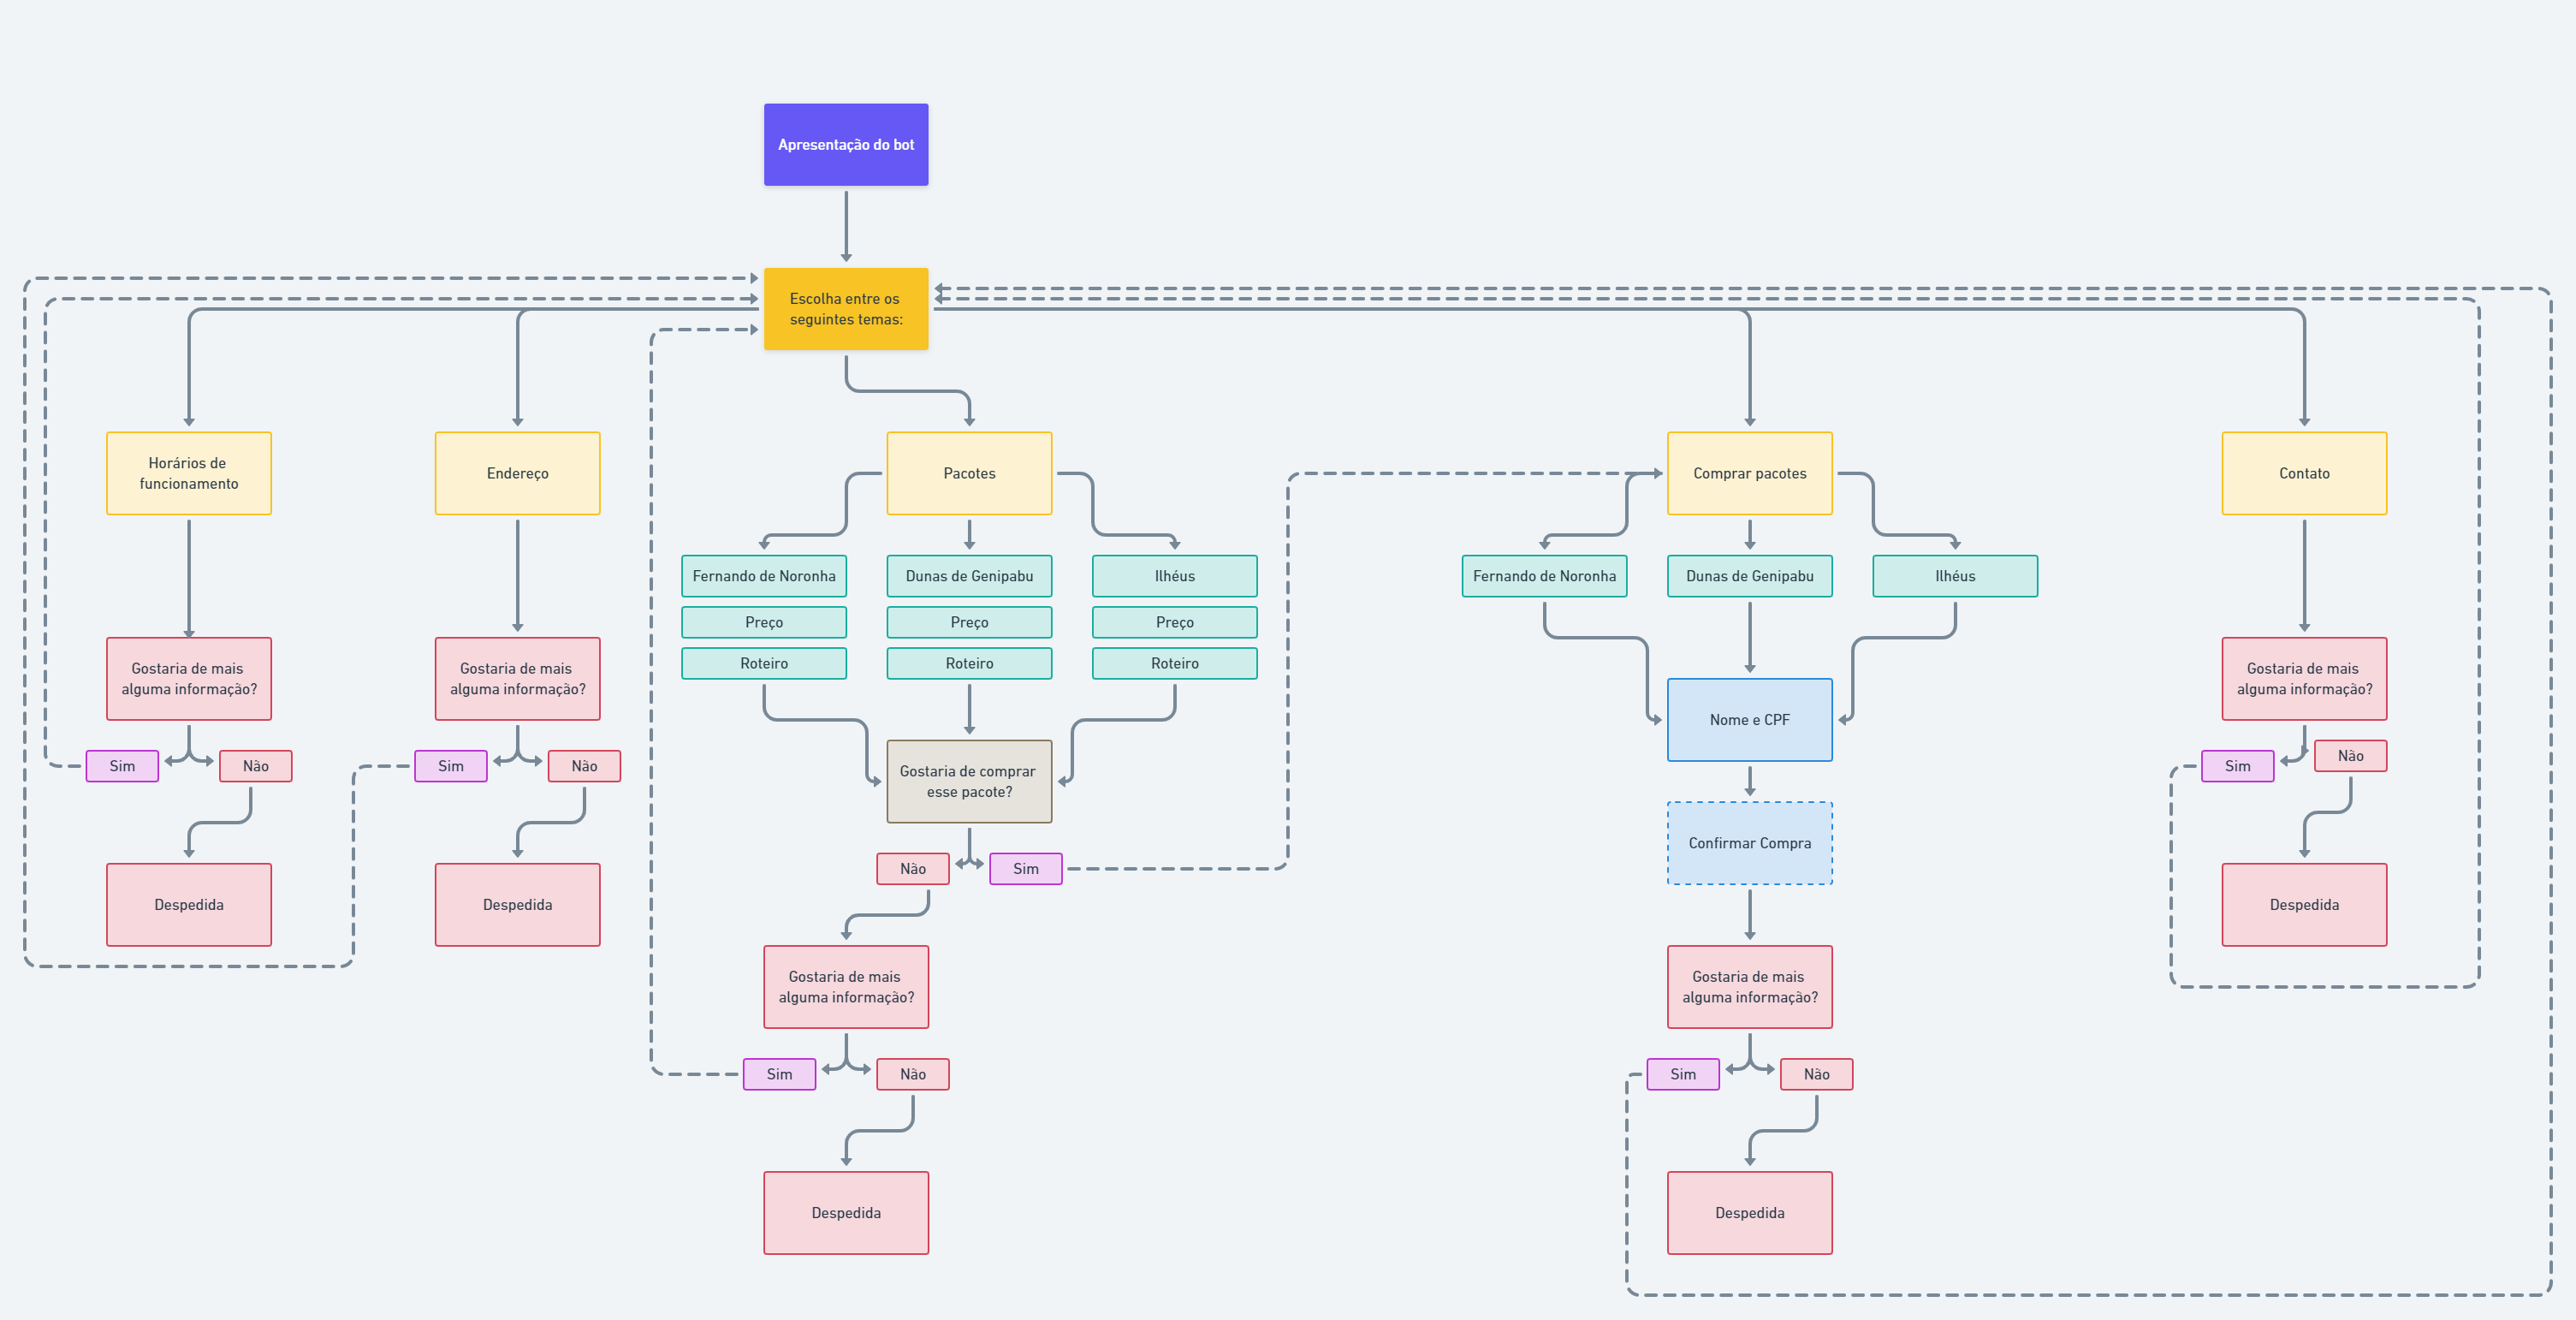 Apresentação do bot
Escolha entre os
seguintes temas:
Horários de
funcionamento
Endereço
Pacotes
Comprar pacotes
Contato
Fernando de Noronha
Dunas de Genipabu
Ilhéus
Fernando de Noronha
Dunas de Genipabu
Ilhéus
Preço
Preço
Preço
Roteiro
Roteiro
Roteiro
Gostaria de mais
alguma informação?
Gostaria de mais
alguma informação?
Nome e CPF
Gostaria de mais
alguma informação?
Sim
Não
Sim
Não
Gostaria de comprar
esse pacote?
Sim
Não
Confirmar Compra
Não
Sim
Despedida
Despedida
Despedida
Gostaria de mais
alguma informação?
Gostaria de mais
alguma informação?
Sim
Não
Sim
Não
Despedida
Despedida